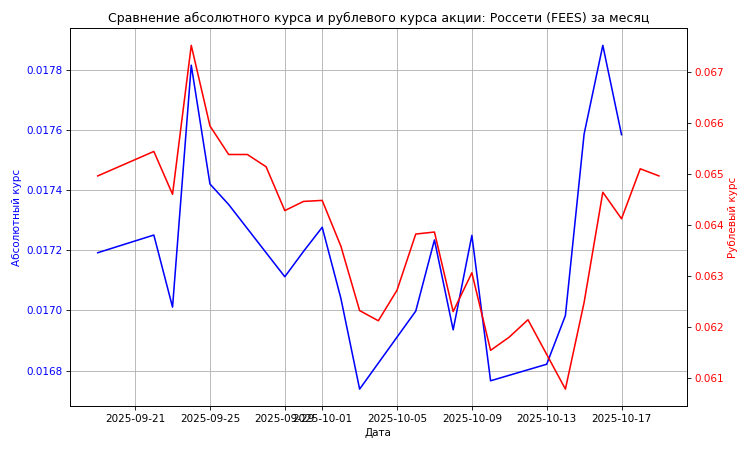 Сравнение абсолютного курса и рублевого курса акции: Россети (FEES) за месяц
Абсолютный курс
0.0178
0.0176
0.0174
0.0172
0.0170
0.0168
0.067
0.066
0.065
0.064
0.063
0.062
0.061
Рублевый курс
2025-09-21 2025-09-25 2025-09-29 2025-10-01 2025-10-05 2025-10-09 2025-10-13 2025-10-17
Дата